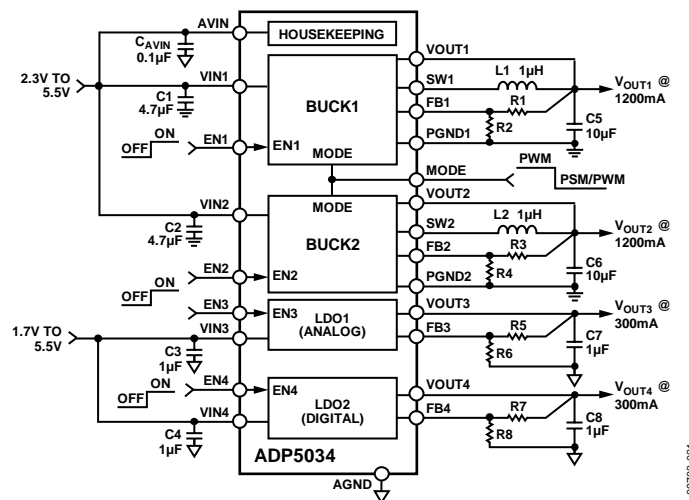 AVIN
HOUSEKEEPING
CAVIN
0.1µF
VOUT1
L1 1µH
2.3V TO
5.5V
VIN1
SW1
VOUT1 @
1200mA
C1
4.7µF
BUCK1
FB1
R1
R2
C5
10µF
ON
OFF
EN1
EN1
PGND1
MODE
MODE
PWM
PSM/PWM
VOUT2
MODE
VIN2
SW2
L2 1µH
VOUT2 @
1200mA
C2
4.7µF
BUCK2
FB2
R3
R4
C6
10µF
EN2
EN2
PGND2
ON
OFF
EN3
EN3
LDO1
(ANALOG)
VOUT3
VOUT3 @
300mA
1.7V TO
5.5V
VIN3
FB3
R5
R6
C7
1µF
C3
1µF
ON
OFF
EN4
EN4
VOUT4
VOUT4 @
300mA
LDO2
(DIGITAL)
VIN4
FB4
R7
R8
C8
1µF
C4
1µF
ADP5034
AGND